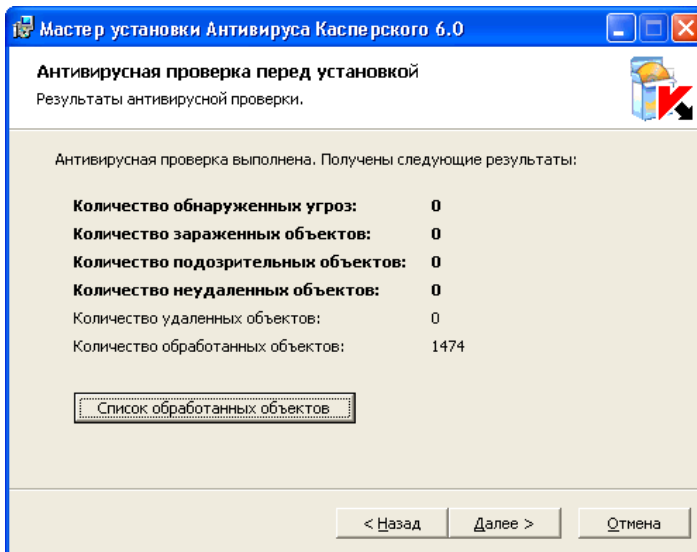 Мастер установки Антивируса Касперского 6.0
Антивирусная проверка перед установкой
Результаты антивирусной проверки.
Антивирусная проверка выполнена. Получены следующие результаты:
Количество обнаруженных угроз: 0
Количество зараженных объектов: 0
Количество подозрительных объектов: 0
Количество неудаленных объектов: 0
Количество удаленных объектов: 0
Количество обработанных объектов: 1474
Список обработанных объектов
< Назад Далее > Отмена